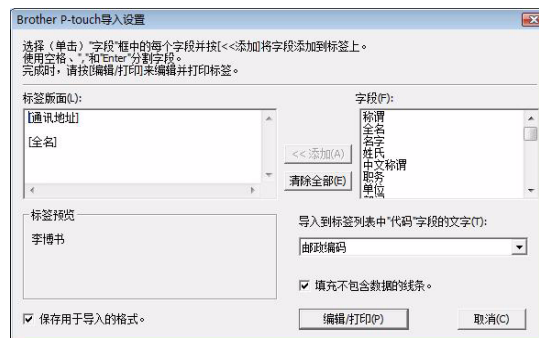 Brother P-touch导入设置
选择（单击）"字段"框中的每个字段并按[<<添加]将字段添加到标签上。
使用空格、","和"Enter"分割字段。
完成时，请按[编辑/打印]来编辑并打印标签。
标签版面(L):
[通讯地址]
[全名]
<<添加(A)
清除全部(E)
字段(F):
称谓
全名
名字
姓氏
中文称谓
职务
单位
标签预览
李博书
导入到标签列表中"代码"字段的文字(T):
邮政编码
填充不包含数据的线条。
保存用于导入的格式。
编辑/打印(P)
取消(C)